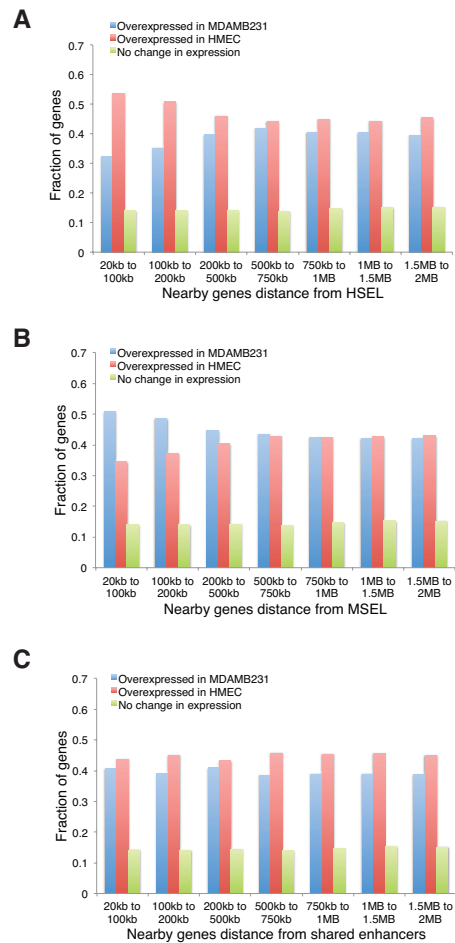 A
Overexpressed in MDAMB231
Overexpressed in HMEC
No change in expression
Fraction of genes
0.7
0.6
0.5
0.4
0.3
0.2
0.1
0
20kb to 100kb to 200kb to 500kb to 750kb to 1MB to 1.5MB to
100kb 200kb 500kb 750kb 1MB 1.5MB 2MB
Nearby genes distance from HSEL
B
Overexpressed in MDAMB231
Overexpressed in HMEC
No change in expression
Fraction of genes
0.7
0.6
0.5
0.4
0.3
0.2
0.1
0
20kb to 100kb to 200kb to 500kb to 750kb to 1MB to 1.5MB to
100kb 200kb 500kb 750kb 1MB 1.5MB 2MB
Nearby genes distance from MSEL
C
Overexpressed in MDAMB231
Overexpressed in HMEC
No change in expression
Fraction of genes
0.7
0.6
0.5
0.4
0.3
0.2
0.1
0
20kb to 100kb to 200kb to 500kb to 750kb to 1MB to 1.5MB to
100kb 200kb 500kb 750kb 1MB 1.5MB 2MB
Nearby genes distance from shared enhancers